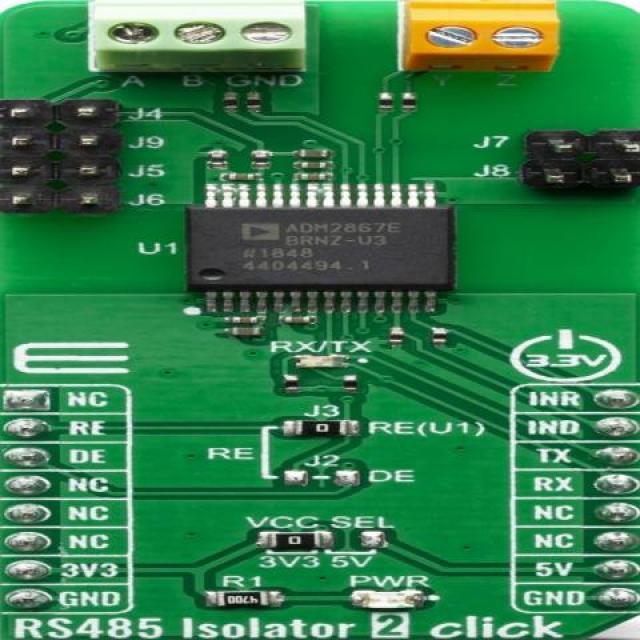 A B GND Y Z
J4
J9
J5
J6
J7
J8
U1
ADM2867E
BRNZ-U3
#1848
4404494.1
RX/TX
3.3V
NC
RE
DE
NC
NC
NC
3V3
GND
J3
RE(U1)
RE
J2
DE
VCC SEL
0
3V3 5V
R1
PWR
4700
INR
IND
TX
RX
NC
NC
5V
GND
RS485 Isolator 2 click